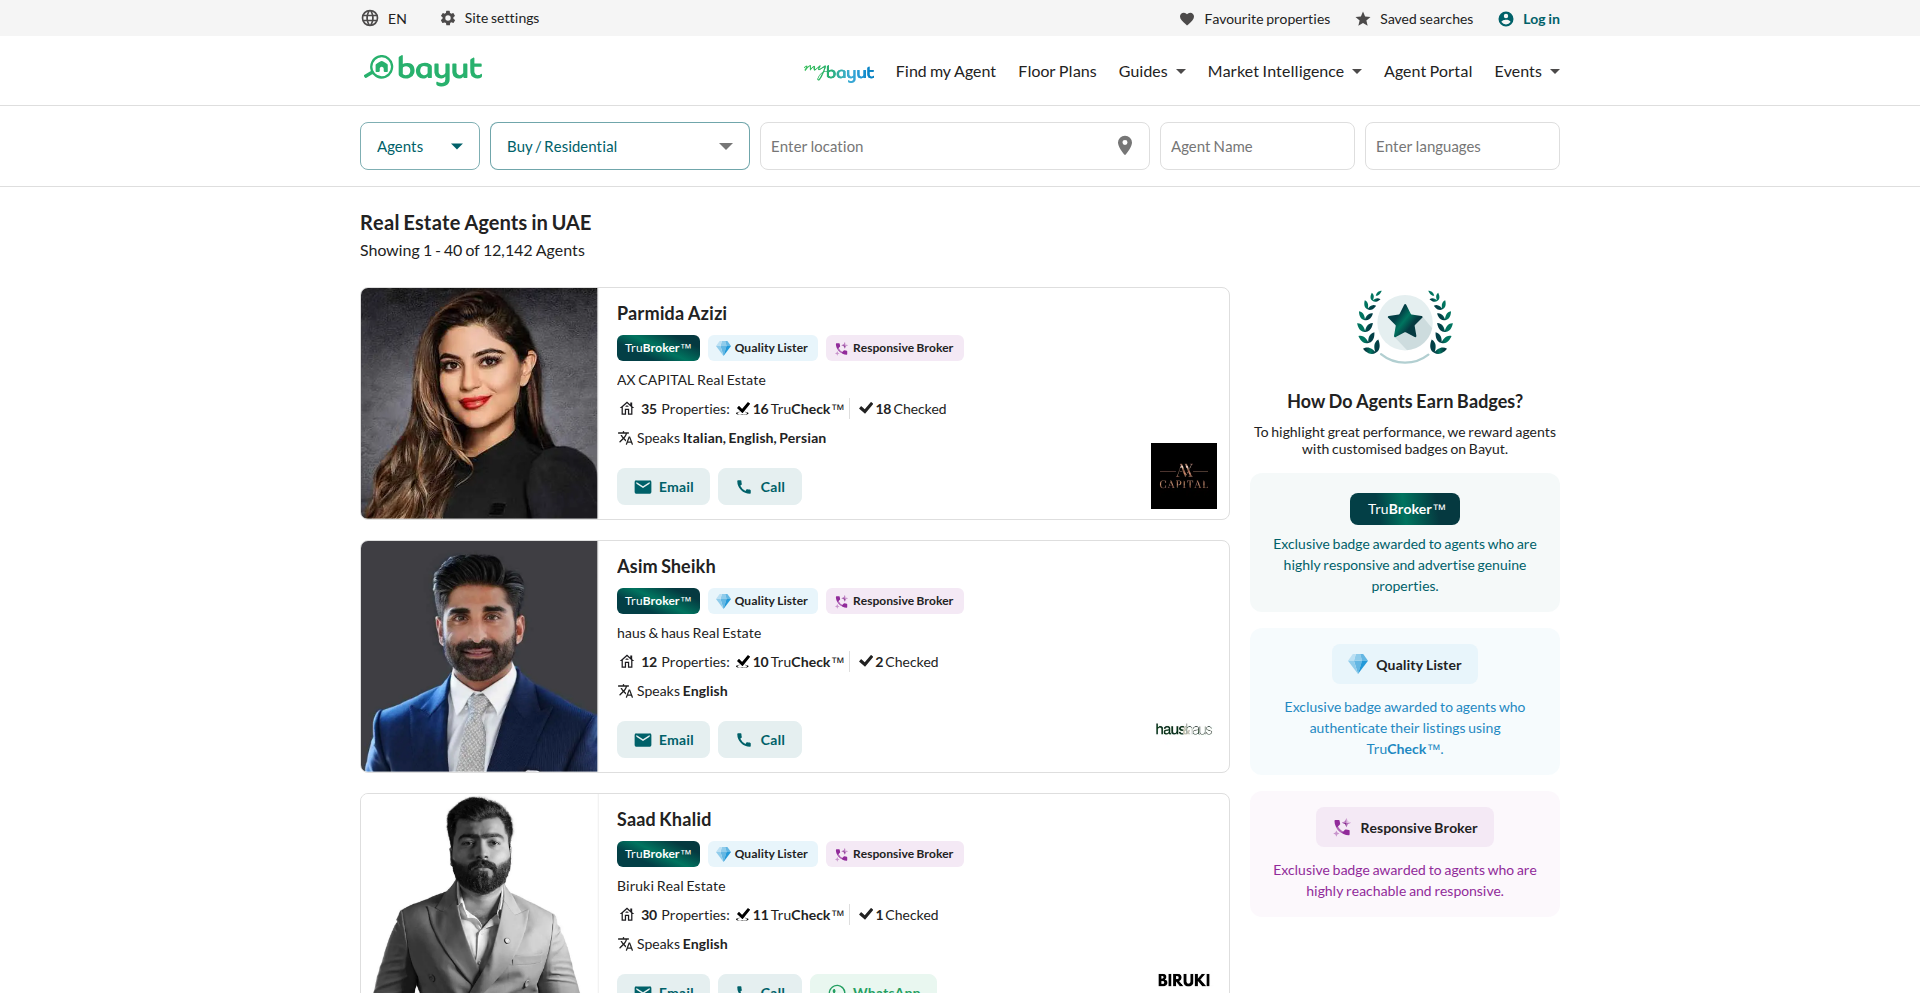 EN
Site settings
Favourite properties
Saved searches
Log in
bayut
mybayut
Find my Agent
Floor Plans
Guides
Market Intelligence
Agent Portal
Events
Agents
Buy / Residential
Enter location
Agent Name
Enter languages
Real Estate Agents in UAE
Showing 1 - 40 of 12,142 Agents
Parmida Azizi
TruBroker™
Quality Lister
Responsive Broker
AX CAPITAL Real Estate
35 Properties: 16 TruCheck™ 18 Checked
Speaks Italian, English, Persian
Email
Call
AX
CAPITAL
Asim Sheikh
TruBroker™
Quality Lister
Responsive Broker
haus & haus Real Estate
12 Properties: 10 TruCheck™ 2 Checked
Speaks English
Email
Call
haus&haus
Saad Khalid
TruBroker™
Quality Lister
Responsive Broker
Biruki Real Estate
30 Properties: 11 TruCheck™ 1 Checked
Speaks English
Email
Call
WhatsApp
BIRUKI
How Do Agents Earn Badges?
To highlight great performance, we reward agents
with customised badges on Bayut.
TruBroker™
Exclusive badge awarded to agents who are
highly responsive and advertise genuine
properties.
Quality Lister
Exclusive badge awarded to agents who
authenticate their listings using
TruCheck™.
Responsive Broker
Exclusive badge awarded to agents who are
highly reachable and responsive.